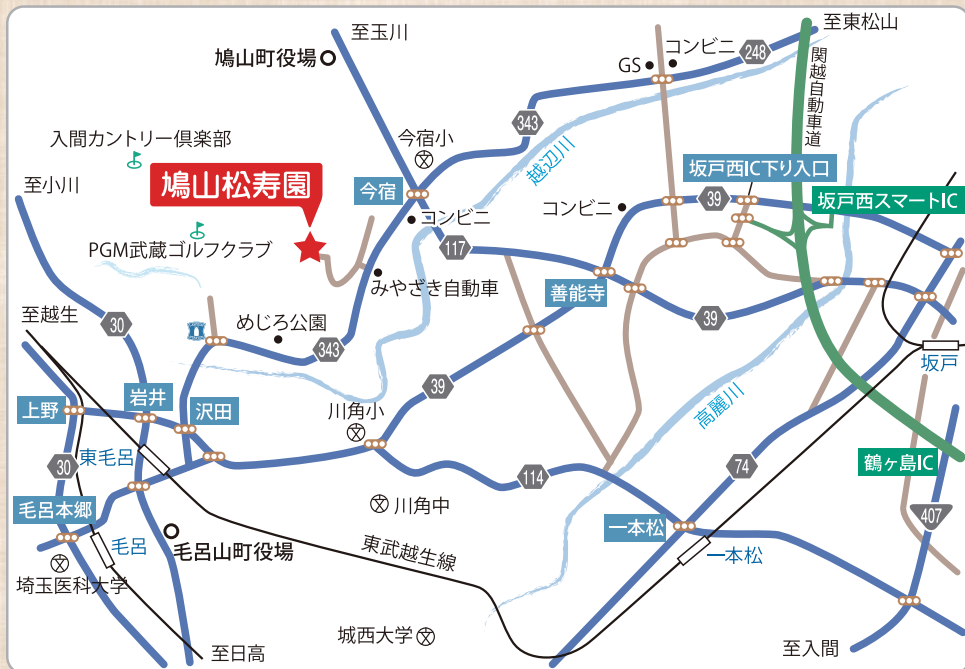 至玉川
至東松山
鳩山町役場
コンビニ
GS
248
関越自動車道
343
今宿小
入間カントリー倶楽部
越辺川
坂戸西IC下り入口
至小川
鳩山松寿園
今宿
39
坂戸西スマートIC
コンビニ
コンビニ
PGM武蔵ゴルフクラブ
117
みやざき自動車
善能寺
至越生
30
めじろ公園
39
343
坂戸
39
上野
岩井
沢田
川角小
高麗川
東毛呂
30
74
鶴ヶ島IC
114
毛呂本郷
川角中
407
一本松
毛呂
毛呂山町役場
東武越生線
一本松
埼玉医科大学
城西大学
至日高
至入間